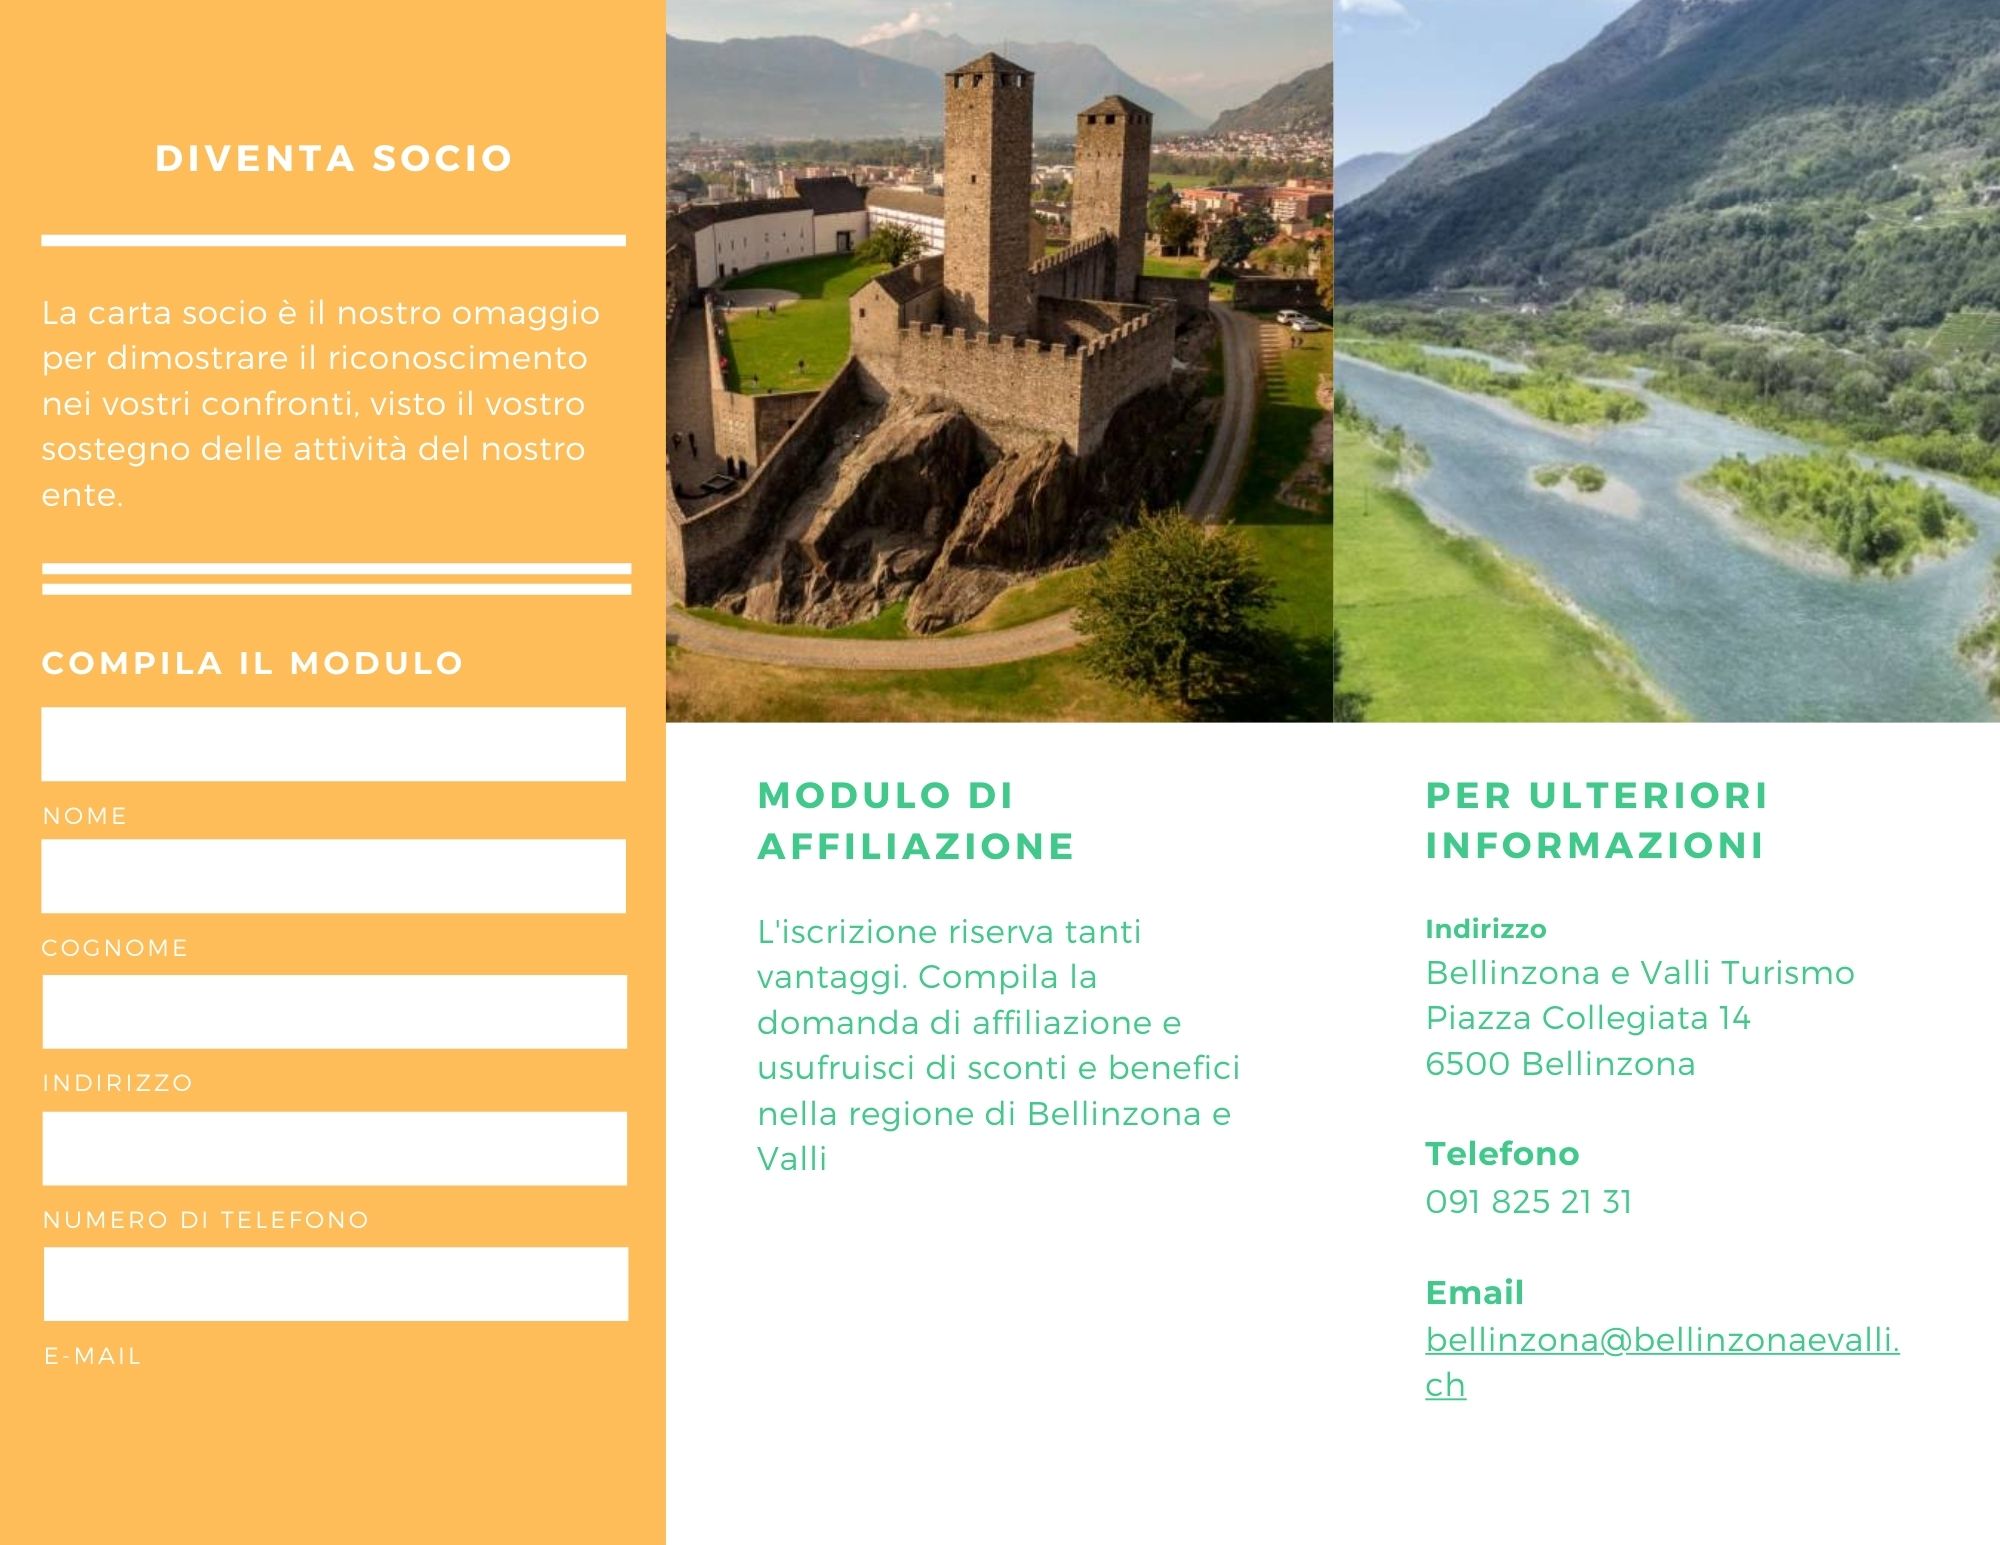 DIVENTA SOCIO
La carta socio è il nostro omaggio
per dimostrare il riconoscimento
nei vostri confronti, visto il vostro
sostegno delle attività del nostro
ente.
COMPILA IL MODULO
NOME
COGNOME
INDIRIZZO
NUMERO DI TELEFONO
E-MAIL
MODULO DI
AFFILIAZIONE
L'iscrizione riserva tanti
vantaggi. Compila la
domanda di affiliazione e
usufruisci di sconti e benefici
nella regione di Bellinzona e
Valli
PER ULTERIORI
INFORMAZIONI
Indirizzo
Bellinzona e Valli Turismo
Piazza Collegiata 14
6500 Bellinzona
Telefono
091 825 21 31
Email
bellinzona@bellinzonaevalli.
ch